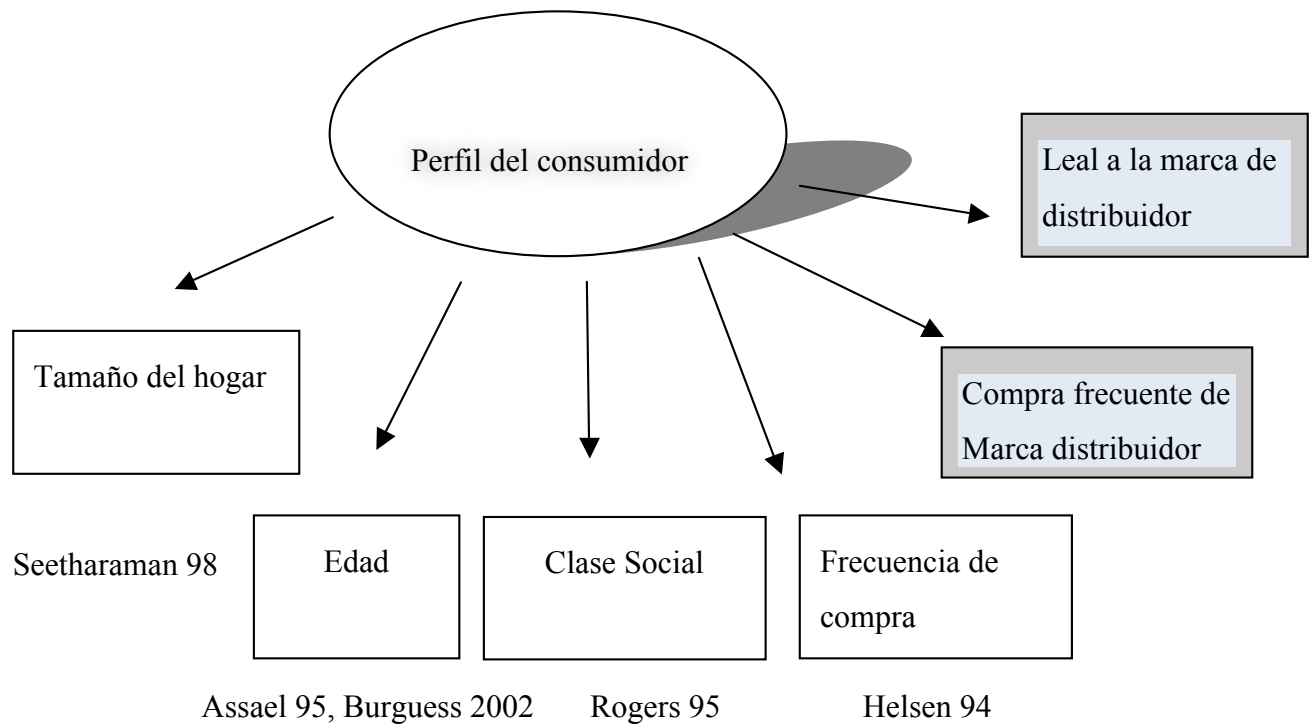 Perfil del consumidor
Leal a la marca de
distribuidor
Tamaño del hogar
Compra frecuente de
Marca distribuidor
Seetharaman 98
Edad
Clase Social
Frecuencia de
compra
Assael 95, Burguess 2002
Rogers 95
Helsen 94